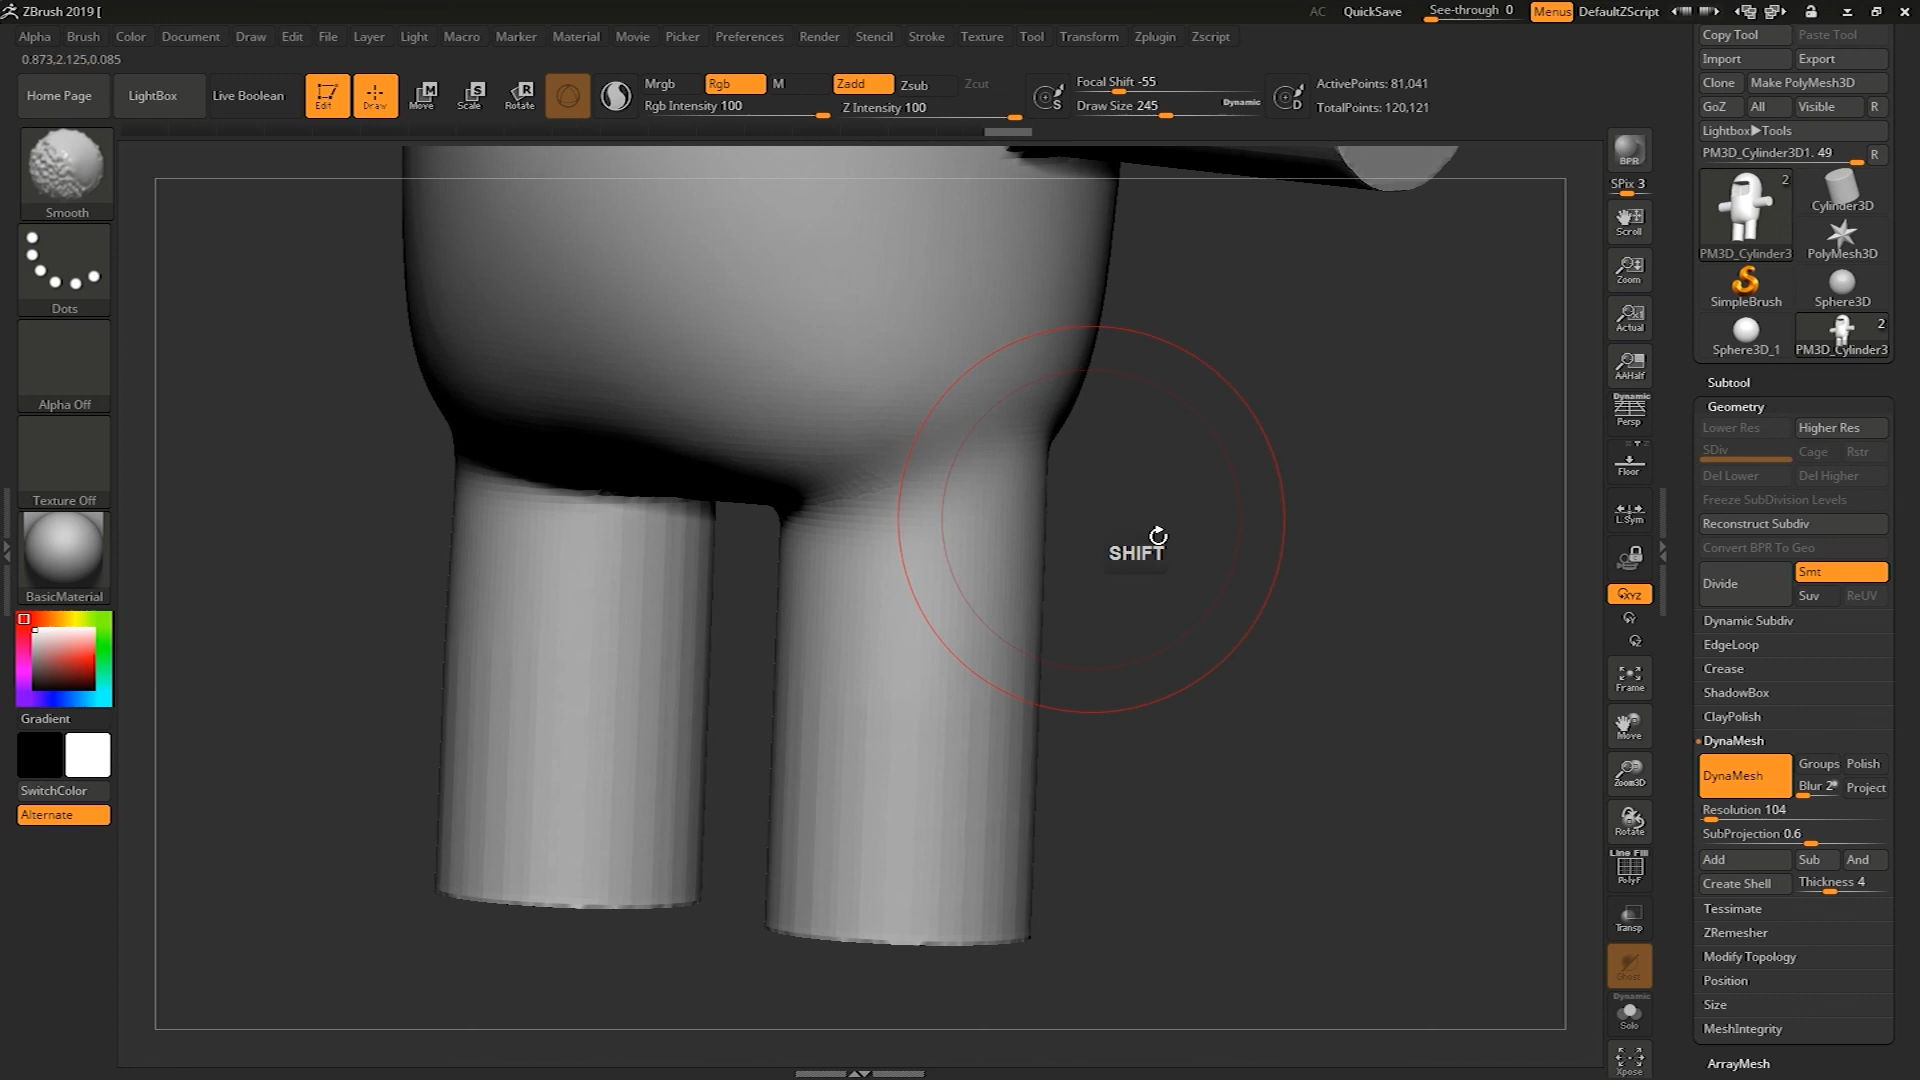 ZBrush 2019 [
AC QuickSave See-through 0 Menus DefaultZScript
Alpha Brush Color Document Draw Edit File Layer Light Macro Marker Material Movie Picker Preferences Render Stencil Stroke Texture Tool Transform Zplugin Zscript
0.873,2.125,0.085
Home Page LightBox Live Boolean Edit Draw Move Scale Rotate
Mrgb Rgb M Zadd Zsub Zcut
Rgb Intensity 100 Z Intensity 100
Focal Shift -55
Draw Size 245 Dynamic
ActivePoints: 81,041
TotalPoints: 120,121
Smooth
Dots
Alpha Off
Texture Off
BasicMaterial
Gradient
SwitchColor
Alternate
SHIFT
BPR
SPix 3
Scroll
Zoom
Actual
AAHalf
Dynamic
Persp
Floor
L.Sym
XYZ
Frame
Move
Zoom3D
Rotate
Line Fill
PolyF
Transp
Ghost
Dynamic
Solo
Xpose
Copy Tool Paste Tool
Import Export
Clone Make PolyMesh3D
GoZ All Visible R
Lightbox▶Tools
PM3D_Cylinder3D1. 49 R
2
Cylinder3D
PM3D_Cylinder3 PolyMesh3D
SimpleBrush Sphere3D
2
Sphere3D_1 PM3D_Cylinder3
Subtool
Geometry
Lower Res Higher Res
SDiv Cage Rstr
Del Lower Del Higher
Freeze SubDivision Levels
Reconstruct Subdiv
Convert BPR To Geo
Divide Smt
Suv ReUV
Dynamic Subdiv
EdgeLoop
Crease
ShadowBox
ClayPolish
DynaMesh
DynaMesh Groups Polish
Blur 2 Project
Resolution 104
SubProjection 0.6
Add Sub And
Create Shell Thickness 4
Tessimate
ZRemesher
Modify Topology
Position
Size
MeshIntegrity
ArrayMesh